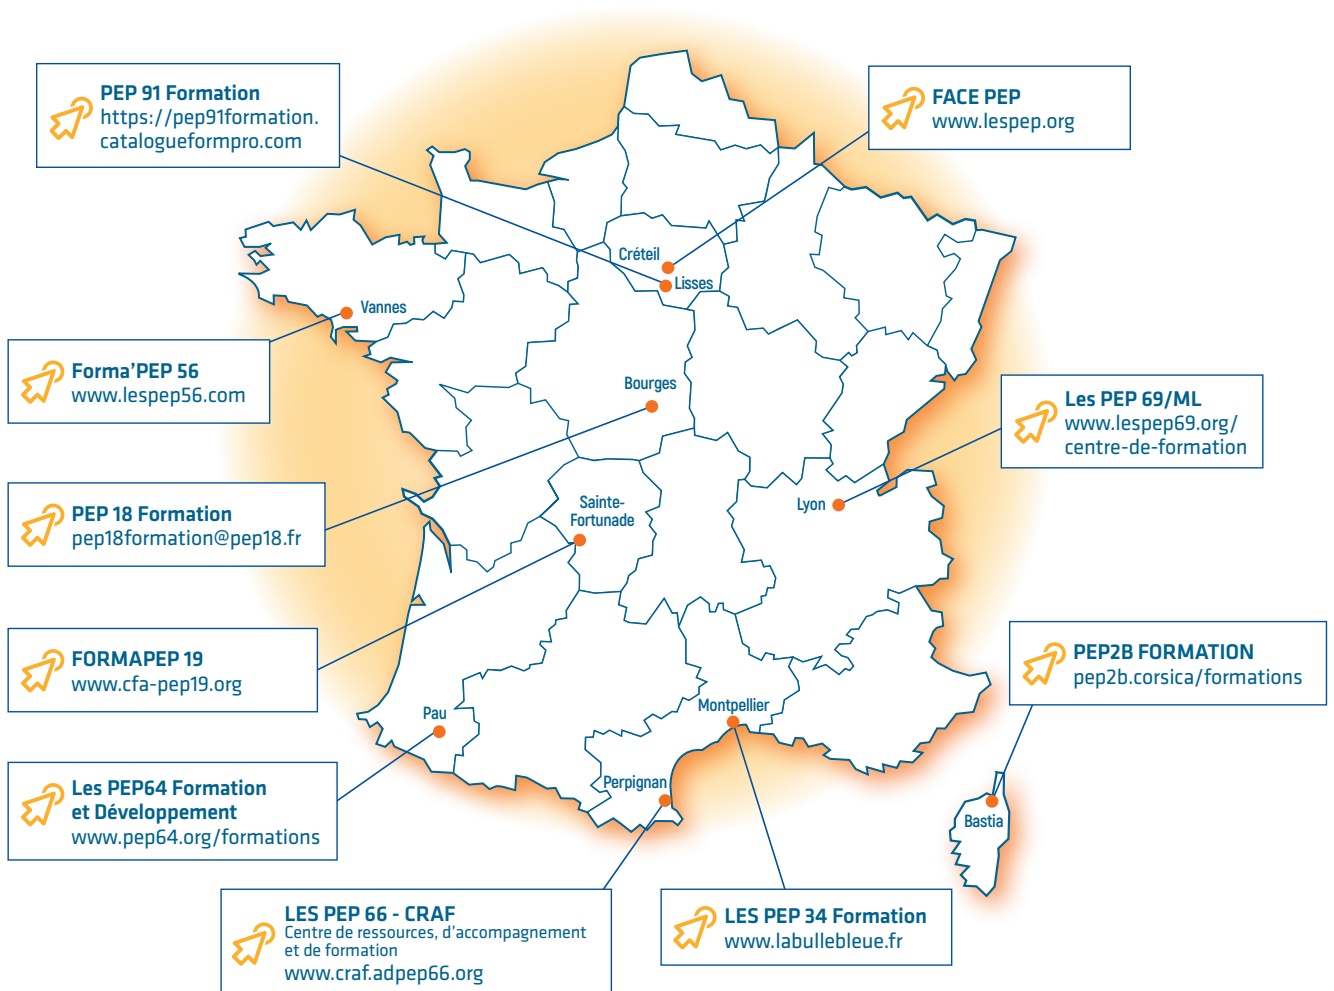 PEP 91 Formation
https://pep91formation.
catalogueformpro.com
FACE PEP
www.lespep.org
Créteil
Lisses
Vannes
Forma’PEP 56
www.lespep56.com
Bourges
Les PEP 69/ML
www.lespep69.org/
centre-de-formation
PEP 18 Formation
pep18formation@pep18.fr
Sainte-
Fortunade
Lyon
FORMAPEP 19
www.cfa-pep19.org
PEP2B FORMATION
pep2b.corsica/formations
Pau
Montpellier
Les PEP64 Formation
et Développement
www.pep64.org/formations
Perpignan
Bastia
LES PEP 66 - CRAF
Centre de ressources, d’accompagnement
et de formation
www.craf.adpep66.org
LES PEP 34 Formation
www.labullebleue.fr